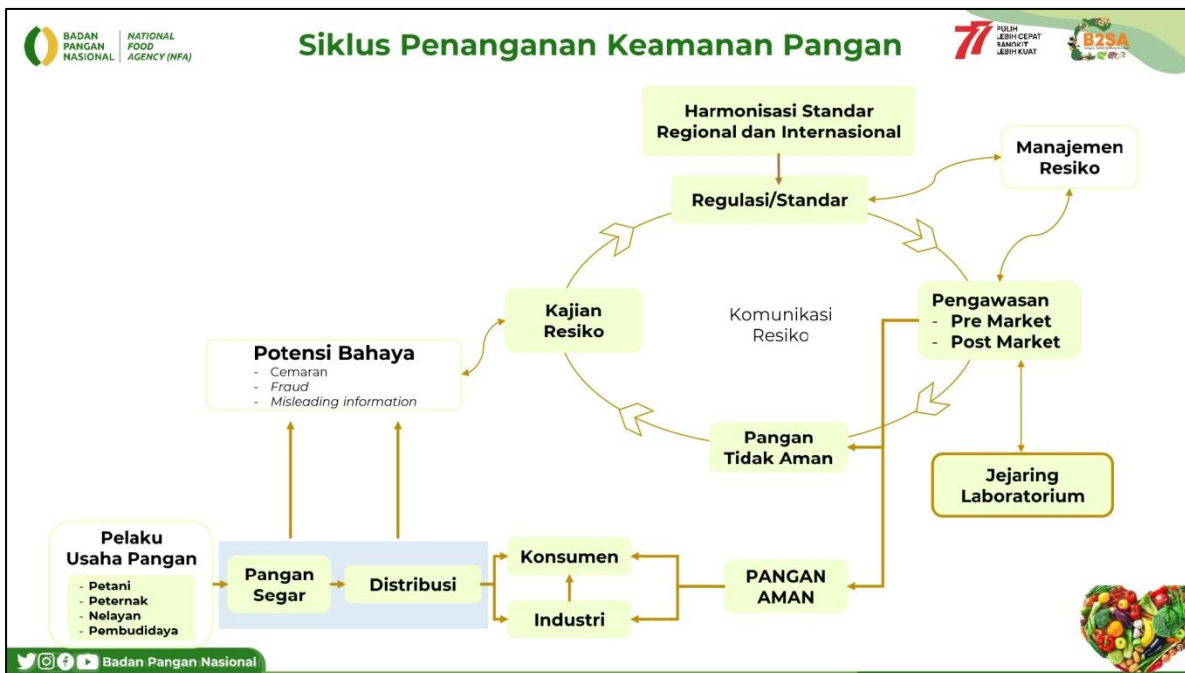 BADAN
PANGAN
NASIONAL
NATIONAL
FOOD
AGENCY (NFA)
Siklus Penanganan Keamanan Pangan
77
PULIH
LEBIH CEPAT
BANGKIT
LEBIH KUAT
B2SA
Harmonisasi Standar
Regional dan Internasional
Manajemen
Resiko
Regulasi/Standar
Kajian
Resiko
Komunikasi
Resiko
Pengawasan
- Pre Market
- Post Market
Potensi Bahaya
- Cemaran
- Fraud
- Misleading information
Pangan
Tidak Aman
Jejaring
Laboratorium
Pelaku
Usaha Pangan
- Petani
- Peternak
- Nelayan
- Pembudidaya
Pangan
Segar
Distribusi
Konsumen
Industri
PANGAN
AMAN
Badan Pangan Nasional